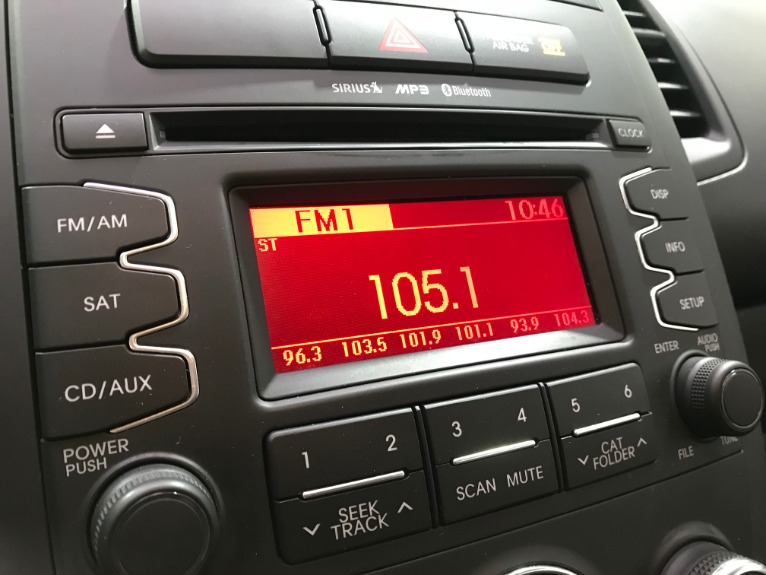 AIR BAG
SIRIUS MP3 Bluetooth
CLOCK
FM1 10:46
ST
105.1
96.3 103.5 101.9 101.1 93.9 104.3
FM/AM
SAT
CD/AUX
DISP
INFO
SETUP
POWER
PUSH
1 2
SEEK
TRACK
3 4
SCAN MUTE
5 6
CAT
FOLDER
ENTER
AUDIO
PUSH
FILE
TUNE